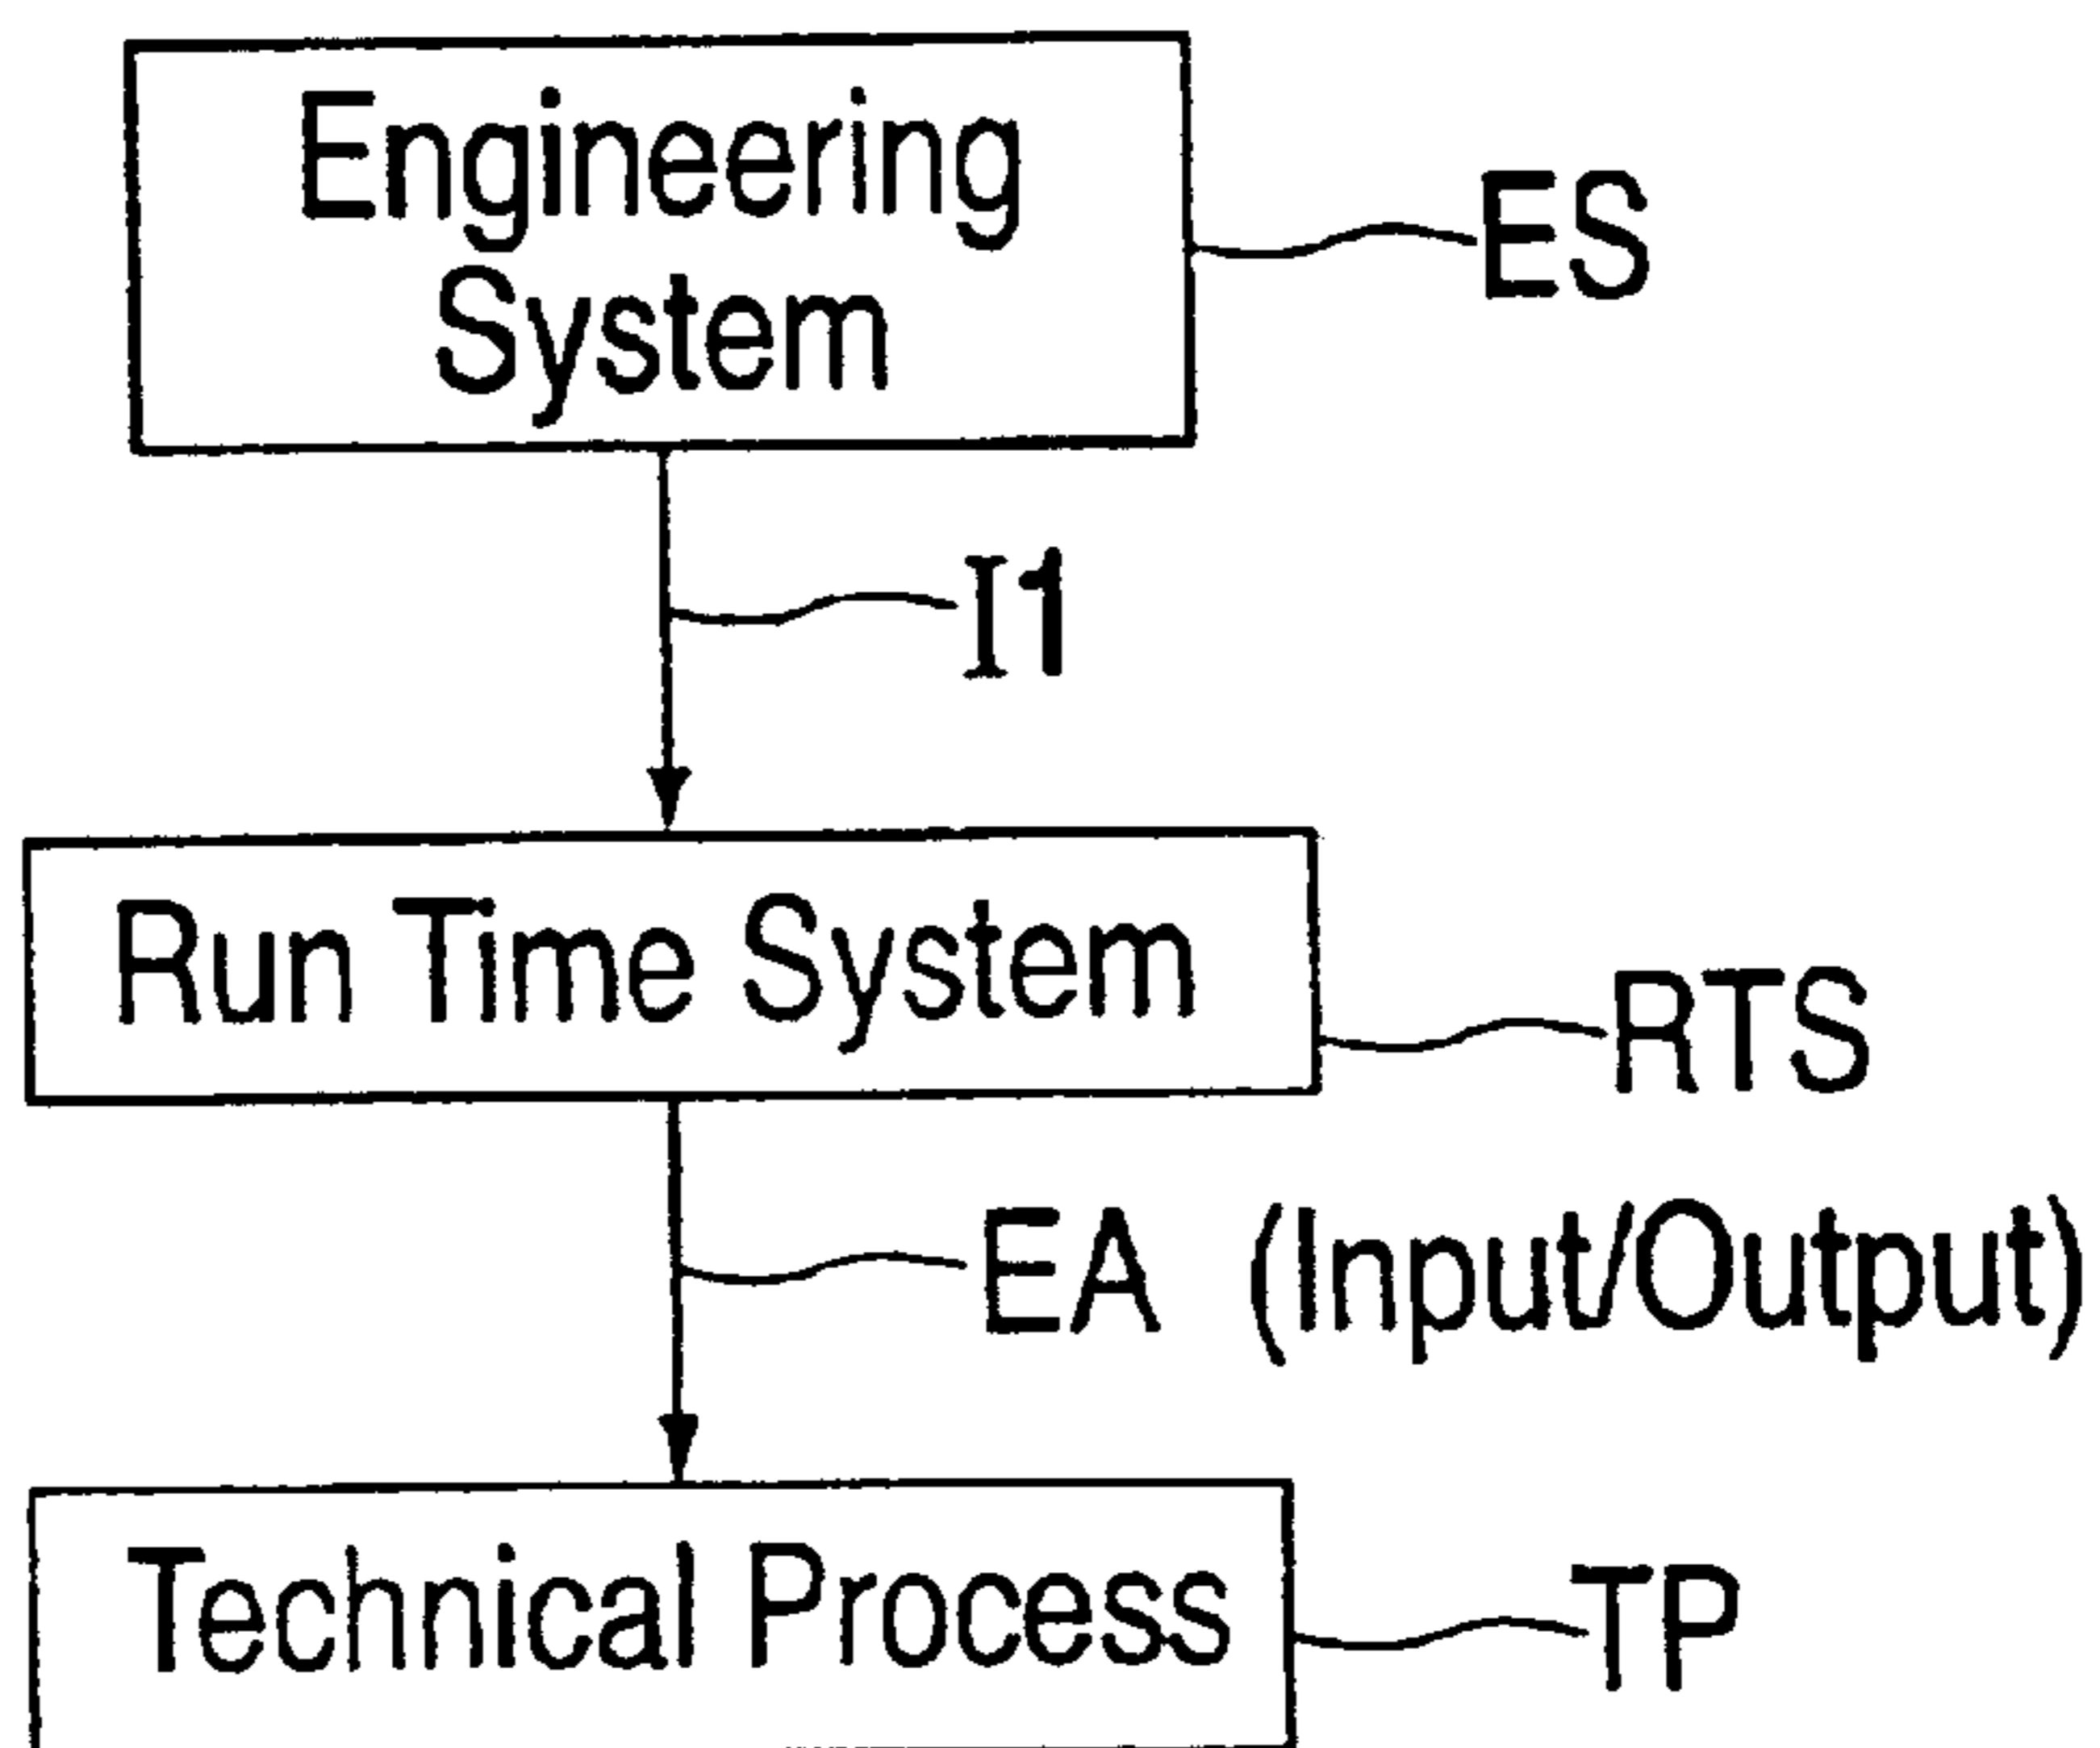 Engineering
System
ES
I1
Run Time System
RTS
EA (Input/Output)
Technical Process
TP